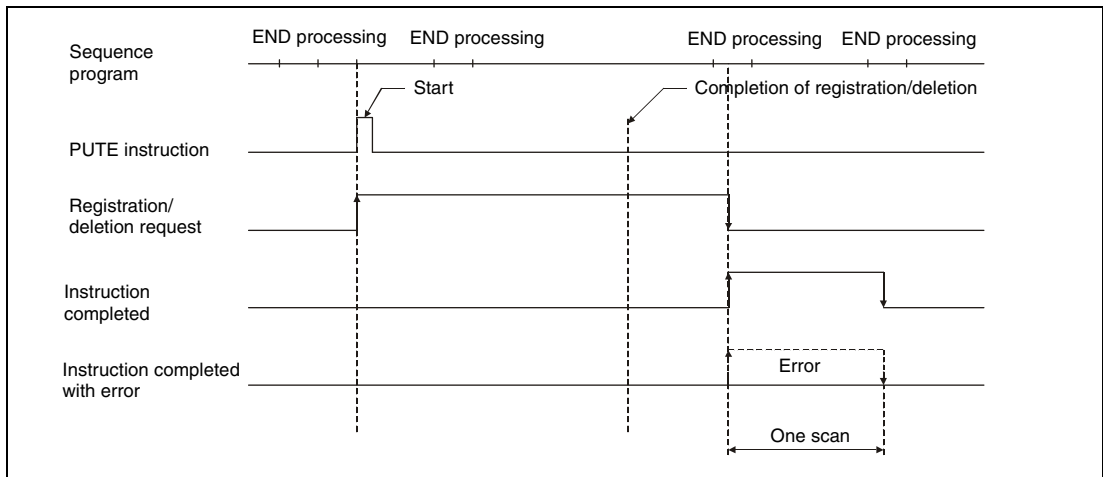 END processing END processing END processing END processing
Sequence
program
Start
Completion of registration/deletion
PUTE instruction
Registration/
deletion request
Instruction
completed
Instruction completed
with error
Error
One scan